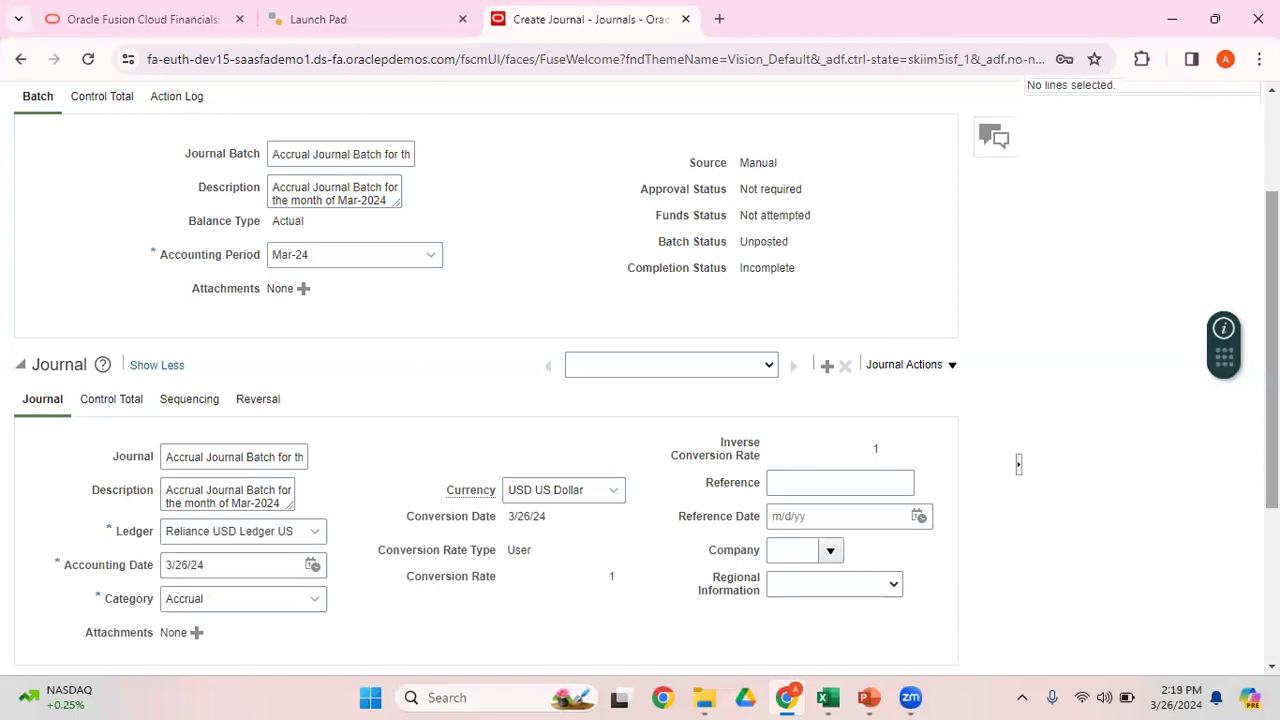 Oracle Fusion Cloud Financials:
Launch Pad
Create Journal - Journals - Orac
fa-euth-dev15-saasfademo1.ds-fa.oraclepdemos.com/fscmUI/faces/FuseWelcome?fndThemeName=Vision_Default&_adf.ctrl-state=skiim5isf_1&_adf.no-n...
A
No lines selected.
Batch Control Total Action Log
Journal Batch Accrual Journal Batch for th
Description Accrual Journal Batch for
the month of Mar-2024
Balance Type Actual
* Accounting Period Mar-24
Attachments None
Source Manual
Approval Status Not required
Funds Status Not attempted
Batch Status Unposted
Completion Status Incomplete
Journal ? Show Less
Journal Actions
Journal Control Total Sequencing Reversal
Journal Accrual Journal Batch for th
Description Accrual Journal Batch for
the month of Mar-2024
* Ledger Reliance USD Ledger US
* Accounting Date 3/26/24
* Category Accrual
Attachments None
Currency USD US Dollar
Conversion Date 3/26/24
Conversion Rate Type User
Conversion Rate 1
Inverse
Conversion Rate 1
Reference
Reference Date m/d/yy
Company
Regional
Information
NASDAQ
+0.25%
Search
2:19 PM
3/26/2024